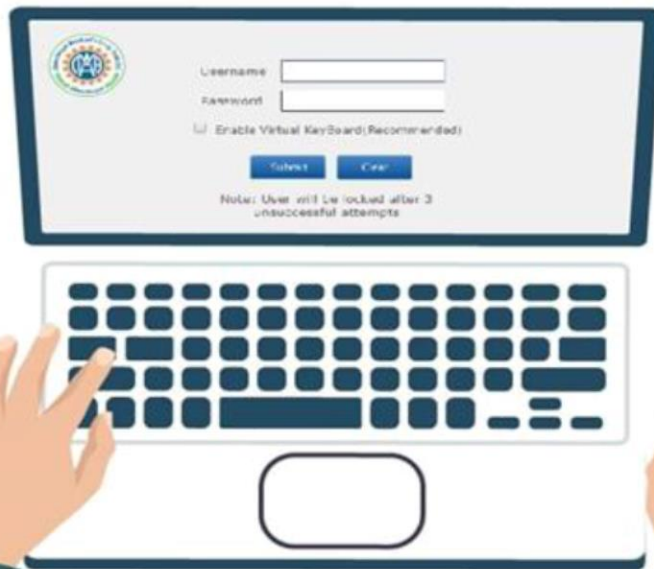 Username
Password
Enable Virtual KeyBoard(Recommended)
Submit Clear
Note: User will be locked after 3
unsuccessful attempts